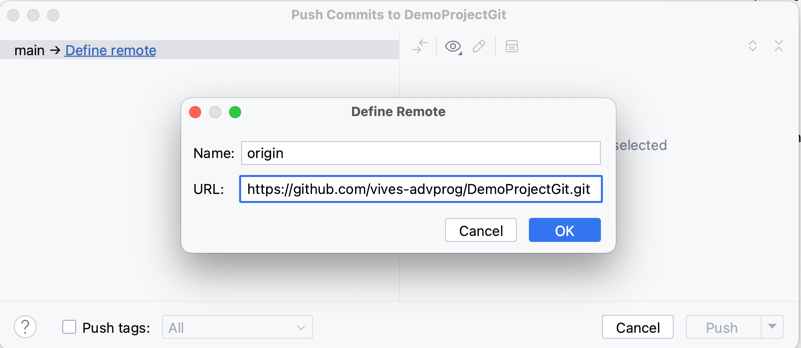 Push Commits to DemoProjectGit
main → Define remote
Define Remote
Name: origin
selected
URL: https://github.com/vives-advprog/DemoProjectGit.git
Cancel OK
? Push tags: All Cancel Push